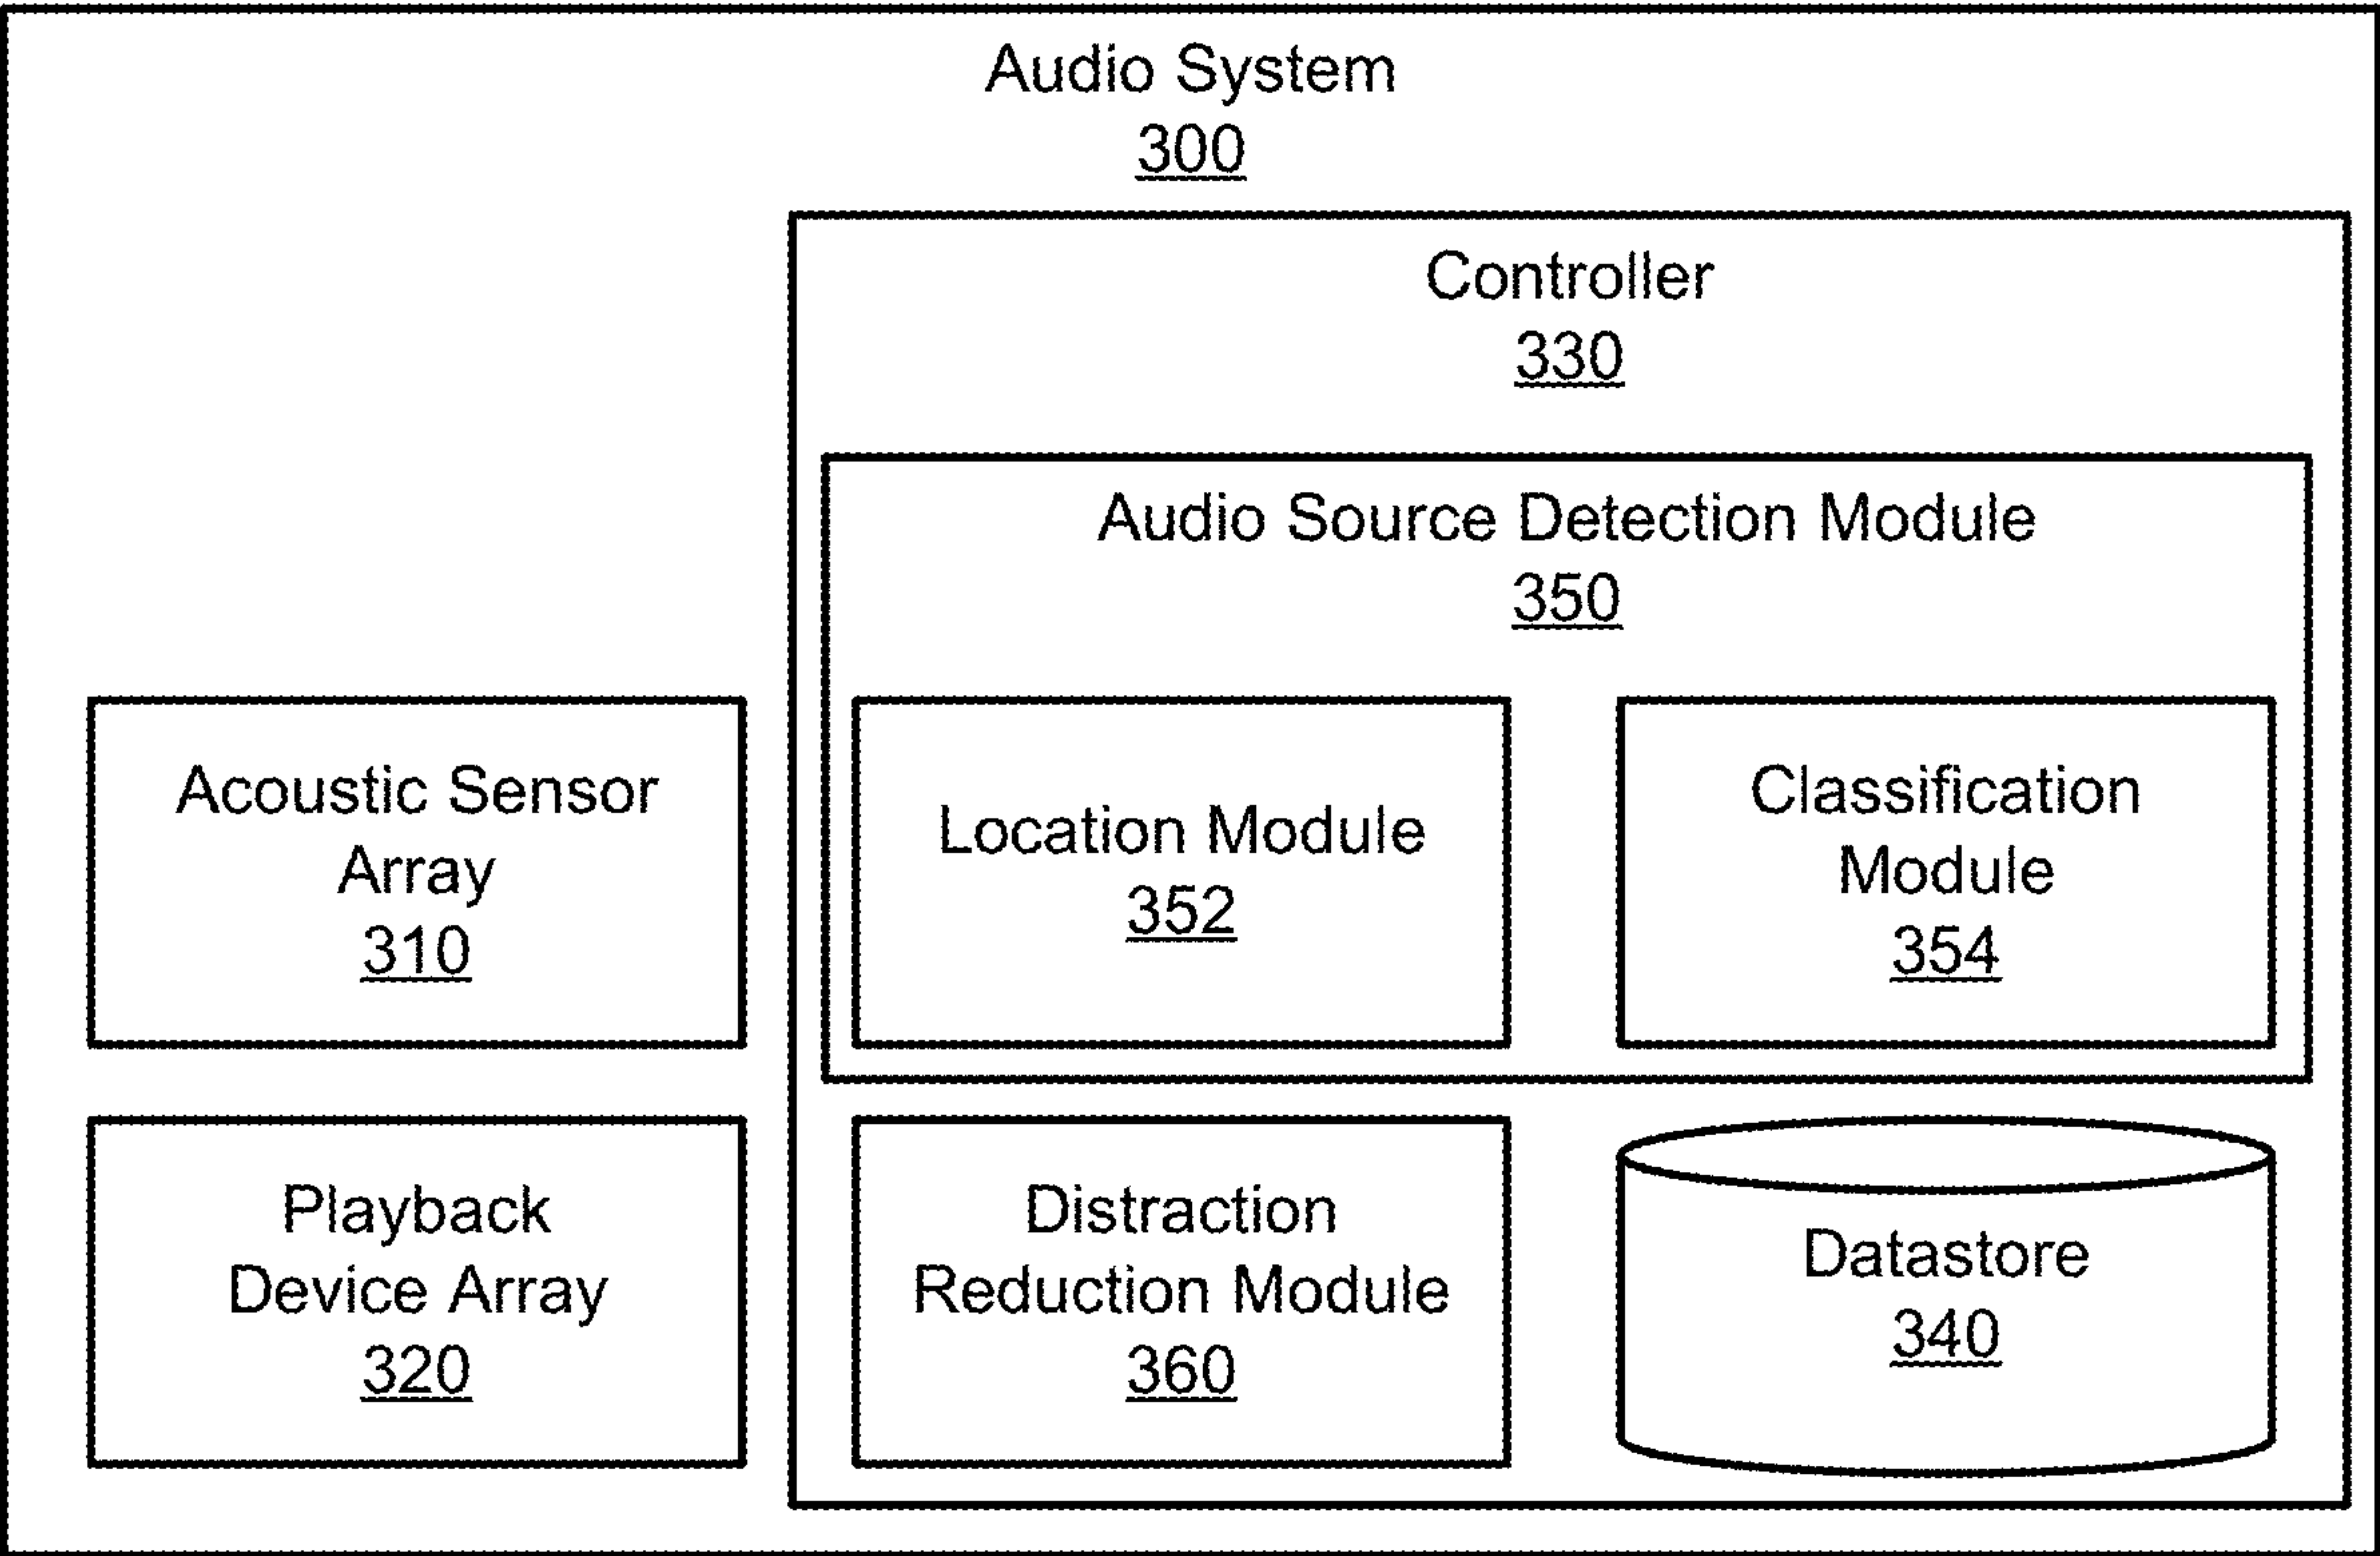 Audio System
300
Controller
330
Audio Source Detection Module
350
Acoustic Sensor
Array
310
Location Module
352
Classification
Module
354
Playback
Device Array
320
Distraction
Reduction Module
360
Datastore
340